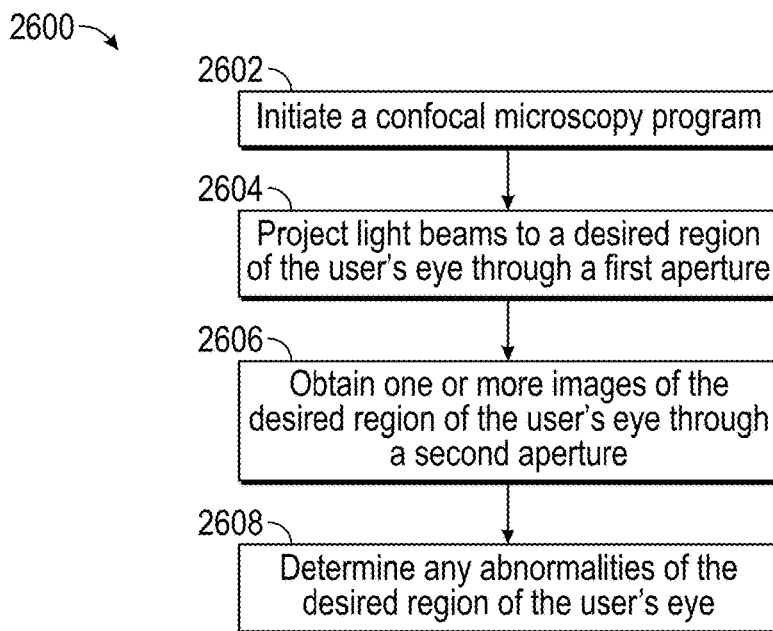 2600
2602
Initiate a confocal microscopy program
2604
Project light beams to a desired region
of the user's eye through a first aperture
2606
Obtain one or more images of the
desired region of the user's eye through
a second aperture
2608
Determine any abnormalities of the
desired region of the user's eye